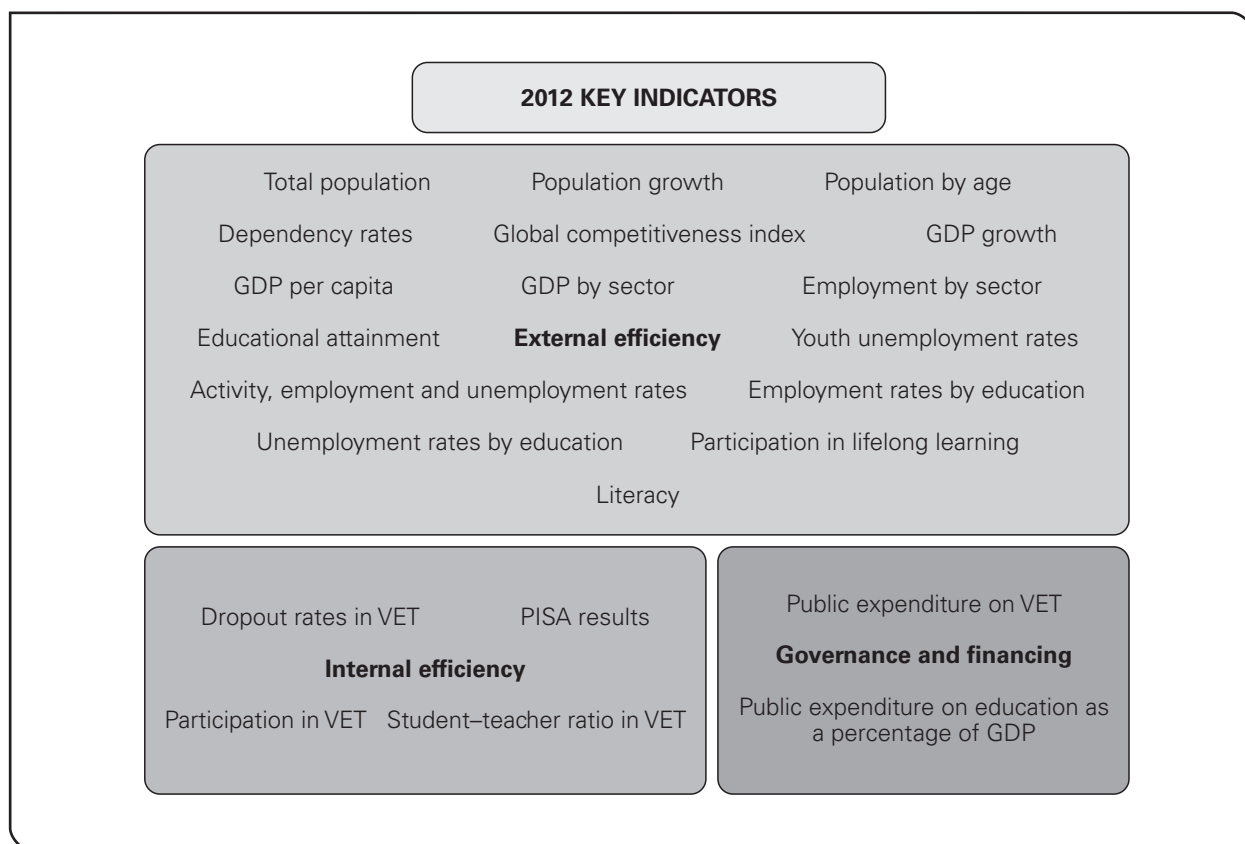 2012 KEY INDICATORS
Total population Population growth Population by age
Dependency rates Global competitiveness index GDP growth
GDP per capita GDP by sector Employment by sector
Educational attainment External efficiency Youth unemployment rates
Activity, employment and unemployment rates Employment rates by education
Unemployment rates by education Participation in lifelong learning
Literacy
Dropout rates in VET PISA results
Internal efficiency
Participation in VET Student–teacher ratio in VET
Public expenditure on VET
Governance and financing
Public expenditure on education as
a percentage of GDP